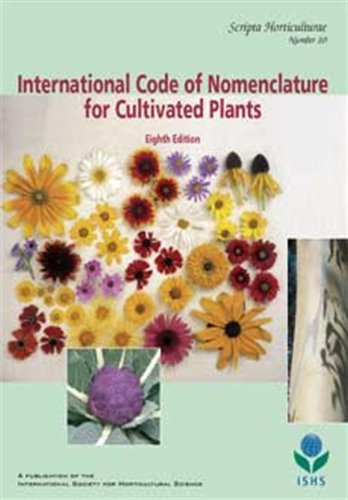 Scripta Horticulturae
Number 10
International Code of Nomenclature
for Cultivated Plants
Eighth Edition
A PUBLICATION OF THE
INTERNATIONAL SOCIETY FOR HORTICULTURAL SCIENCE
ISHS